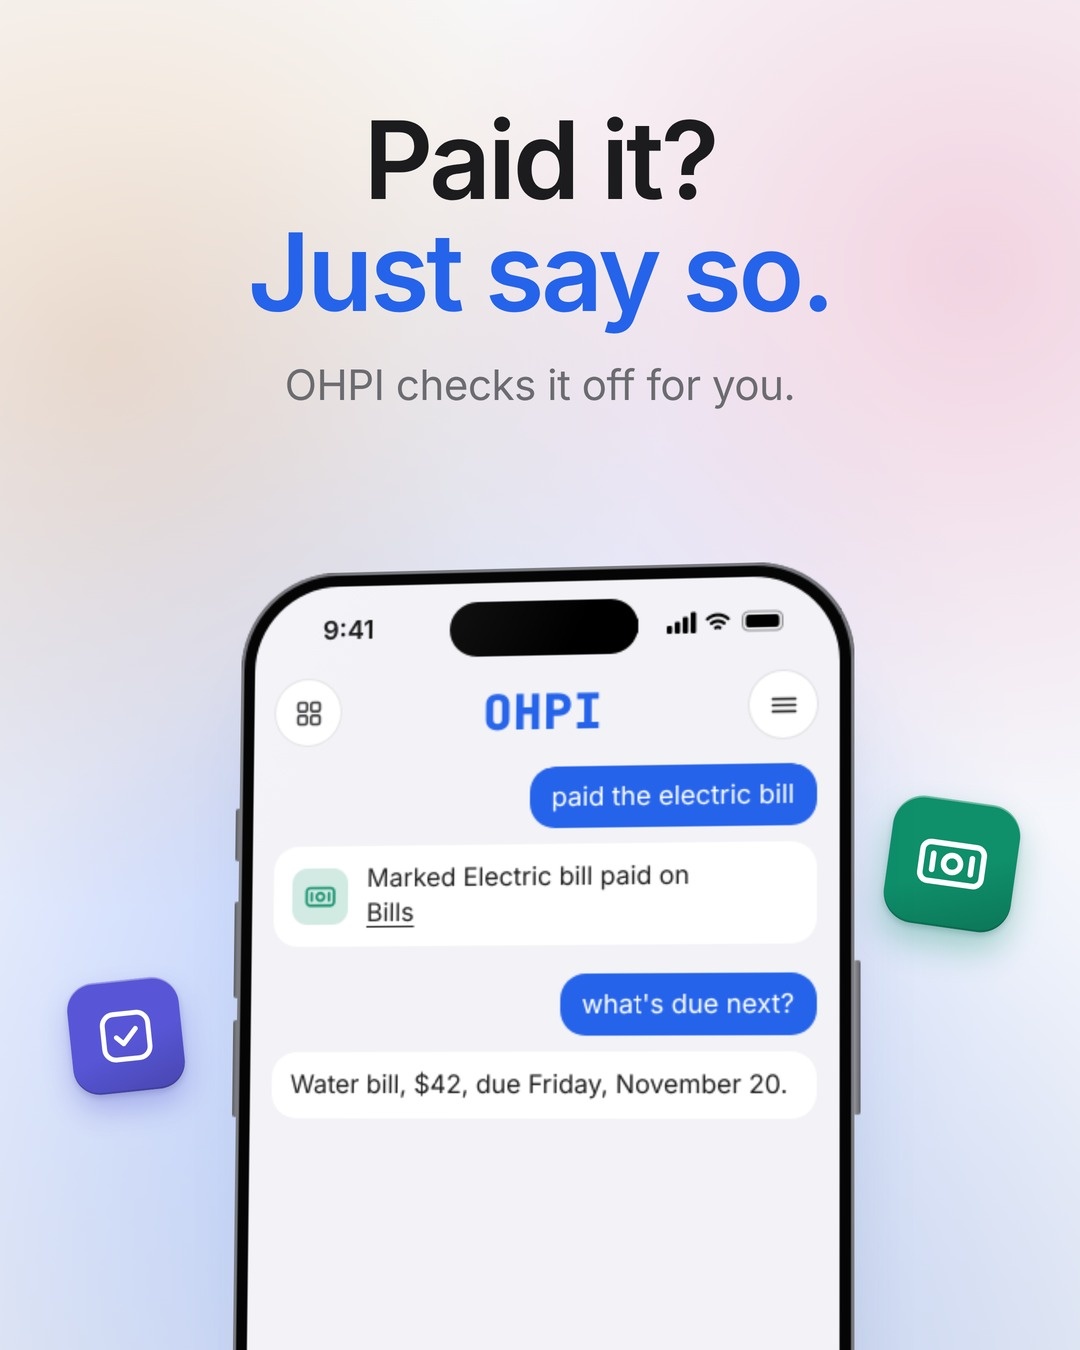 Paid it?
Just say so.
OHPI checks it off for you.
9:41
OHPI
paid the electric bill
Marked Electric bill paid on
Bills
what's due next?
Water bill, $42, due Friday, November 20.